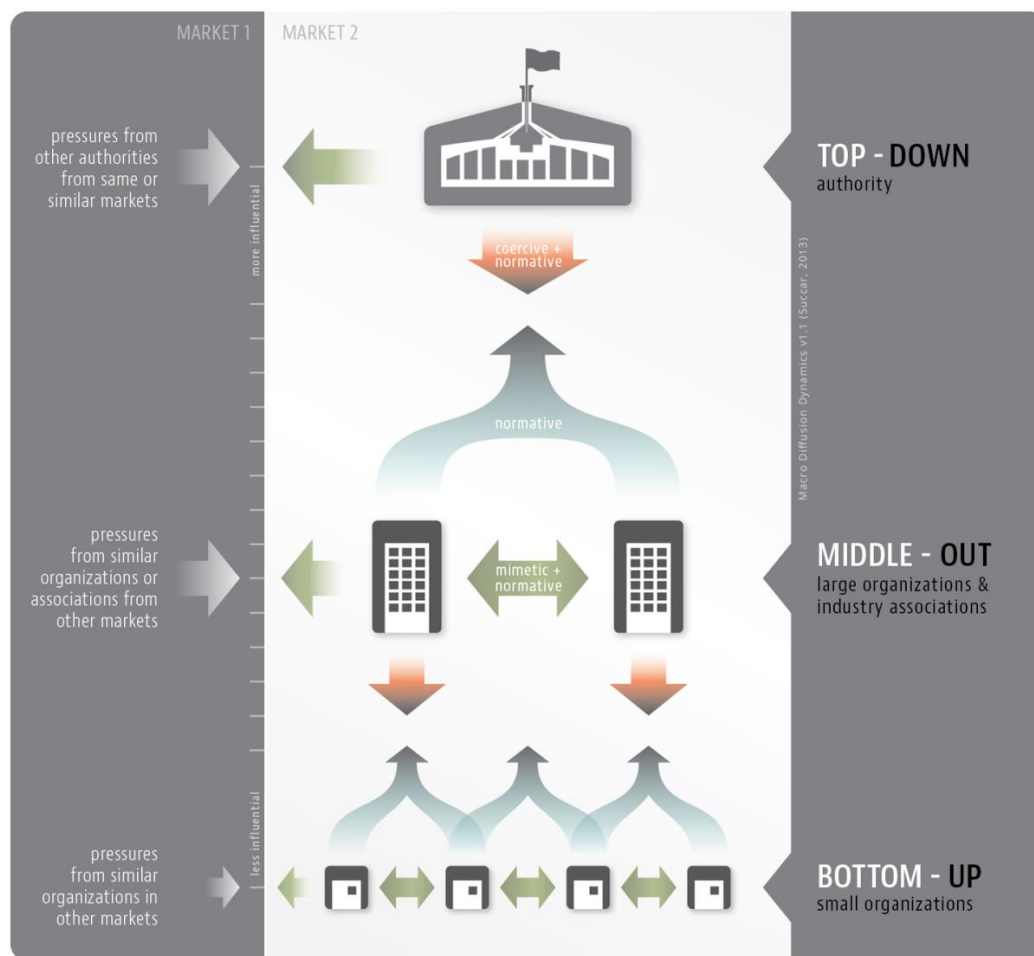 MARKET 1
MARKET 2
pressures from
other authorities
from same or
similar markets
more influential
coercive +
normative
TOP - DOWN
authority
Macro Diffusion Dynamics v1.1 (Succar, 2013)
normative
pressures
from similar
organizations or
associations from
other markets
mimetic +
normative
MIDDLE - OUT
large organizations &
industry associations
less influential
pressures
from similar
organizations in
other markets
BOTTOM - UP
small organizations